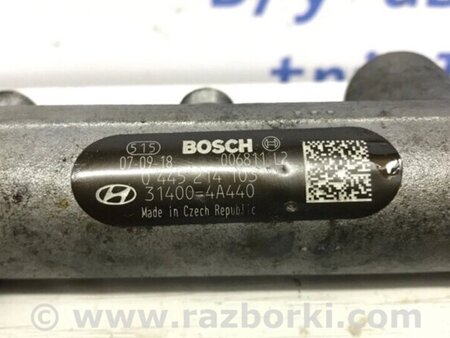 515 BOSCH
07-09-18 006811 L2
0 445 214 103
31400-4A440
Made in Czech Republic
© www.razborki.com